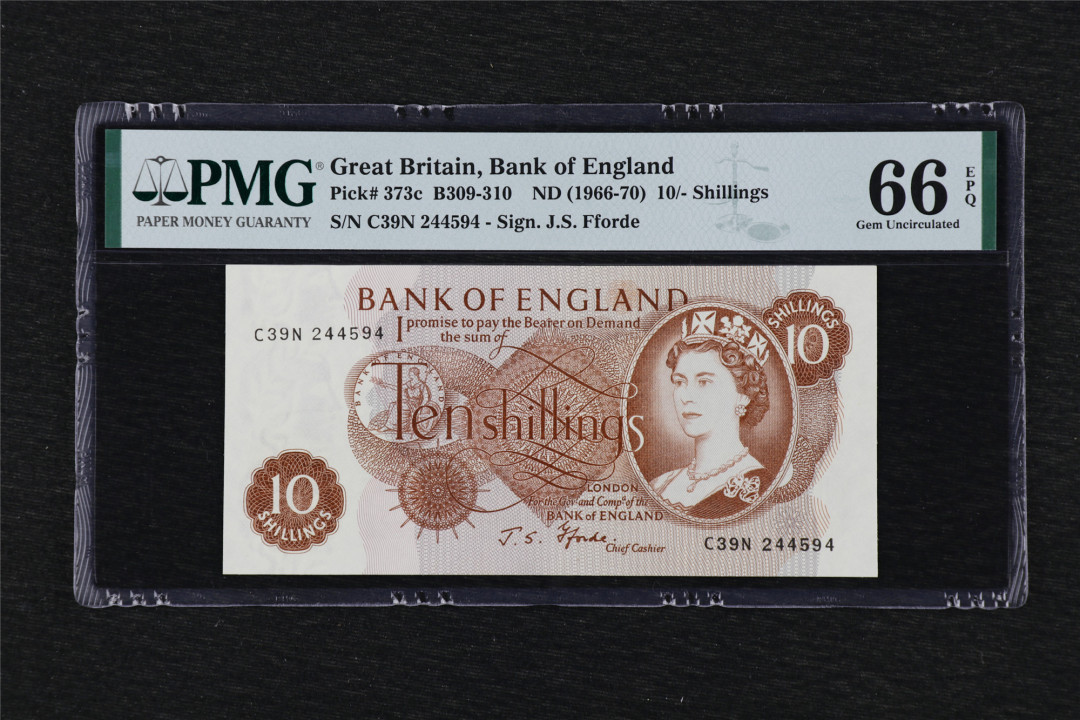 PMG®
PAPER MONEY GUARANTY
Great Britain, Bank of England
Pick# 373c B309-310 ND (1966-70) 10/- Shillings
S/N C39N 244594 - Sign. J.S. Fforde
66 EPQ
Gem Uncirculated
BANK OF ENGLAND
C39N 244594
I promise to pay the Bearer on Demand
the sum of
BANK OF ENGLAND
Ten shillings
SHILLINGS
10
10
SHILLINGS
LONDON
For the Govr and Compa of the
BANK of ENGLAND
J. S. Fforde.
Chief Cashier
C39N 244594